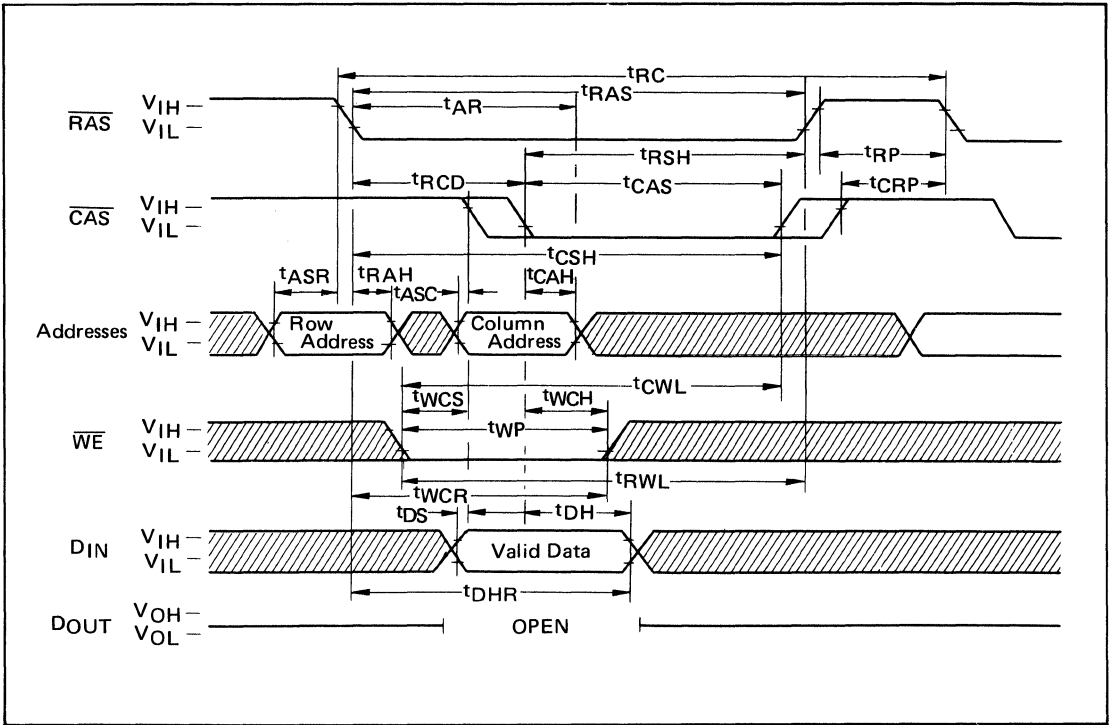 tRC
tRAS
tAR
RAS VIH
VIL
tRSH
tRP
tRCD
tCAS
tCRP
CAS VIH
VIL
tCSH
tASR
tRAH
tASC
tCAH
Addresses VIH
VIL
Row Address
Column Address
tCWL
tWCS
tWCH
WE VIH
VIL
tWP
tRWL
tWCR
tDS
tDH
DIN VIH
VIL
Valid Data
tDHR
DOUT VOH
VOL
OPEN